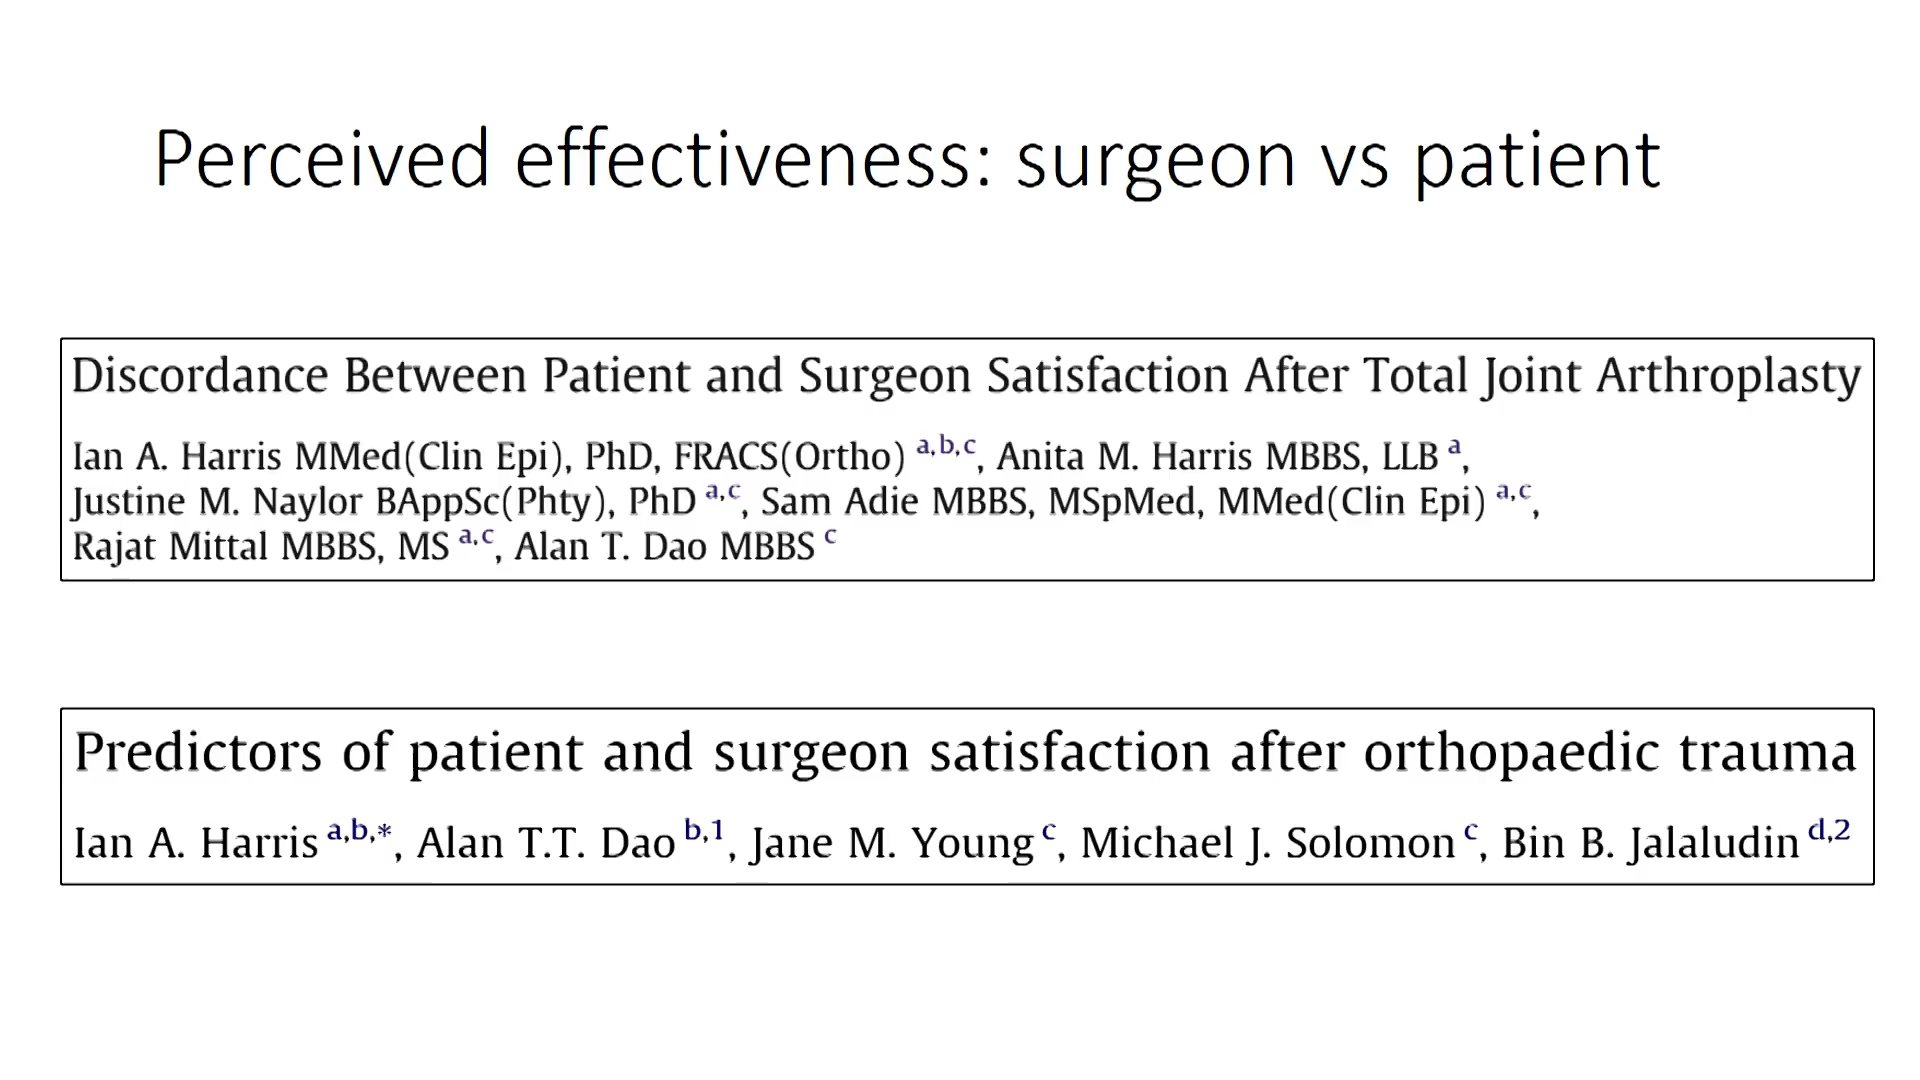 Perceived effectiveness: surgeon vs patient
Discordance Between Patient and Surgeon Satisfaction After Total Joint Arthroplasty
Ian A. Harris MMed(Clin Epi), PhD, FRACS(Ortho) a,b,c, Anita M. Harris MBBS, LLB a,
Justine M. Naylor BAppSc(Phty), PhD a,c, Sam Adie MBBS, MSpMed, MMed(Clin Epi) a,c,
Rajat Mittal MBBS, MS a,c, Alan T. Dao MBBS c
Predictors of patient and surgeon satisfaction after orthopaedic trauma
Ian A. Harris a,b,*, Alan T.T. Dao b,1, Jane M. Young c, Michael J. Solomon c, Bin B. Jalaludin d,2